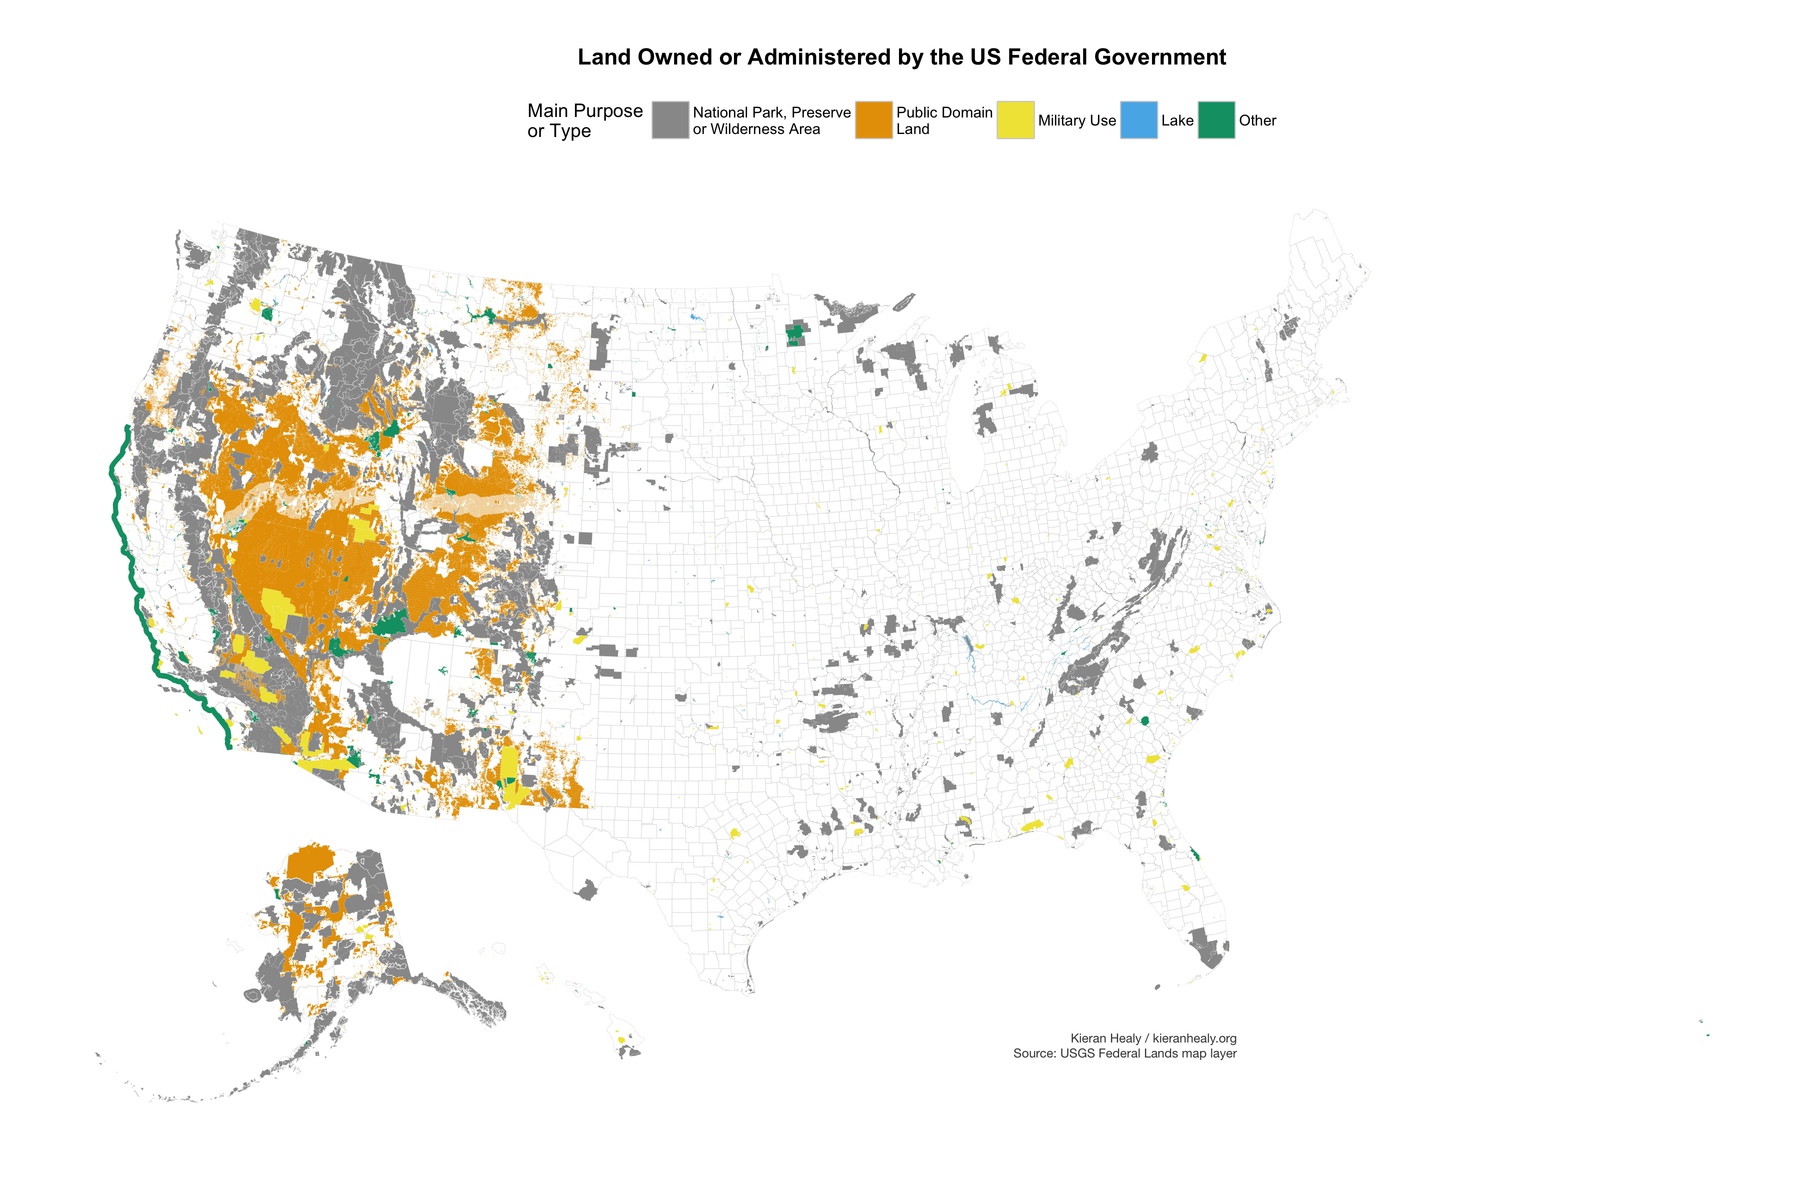 Land Owned or Administered by the US Federal Government
Main Purpose
or Type
National Park, Preserve
or Wilderness Area
Public Domain
Land
Military Use
Lake
Other
Kieran Healy / kieranhealy.org
Source: USGS Federal Lands map layer